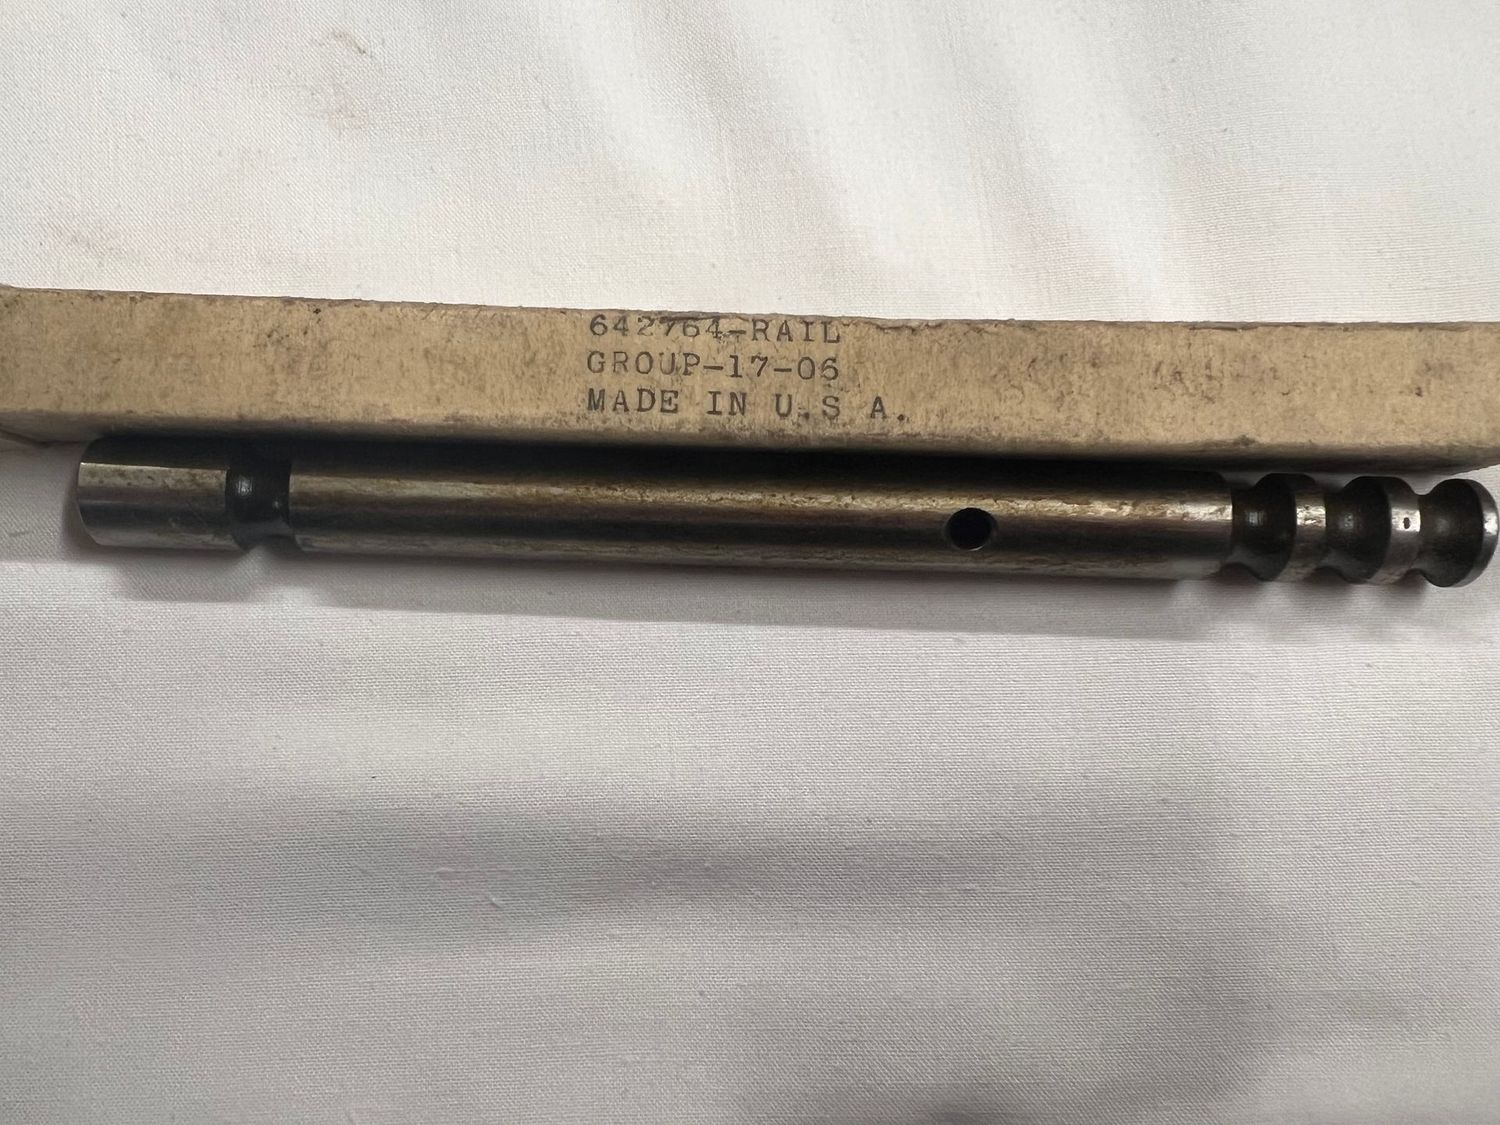 642764-RAIL
GROUP-17-06
MADE IN U.S A.